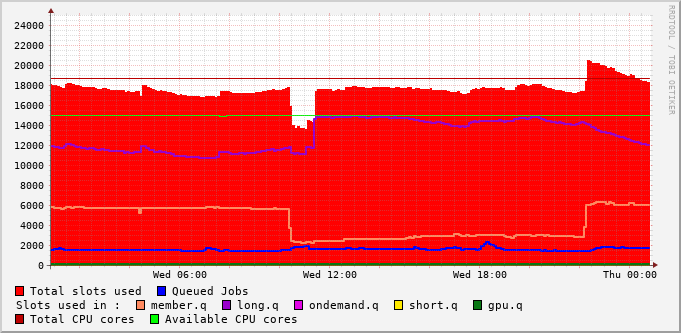 24000
22000
20000
18000
16000
14000
12000
10000
8000
6000
4000
2000
0
Wed 06:00 Wed 12:00 Wed 18:00 Thu 00:00
Total slots used Queued Jobs
Slots used in : member.q long.q ondemand.q short.q gpu.q
Total CPU cores Available CPU cores
RRDTOOL / TOBI OETIKER